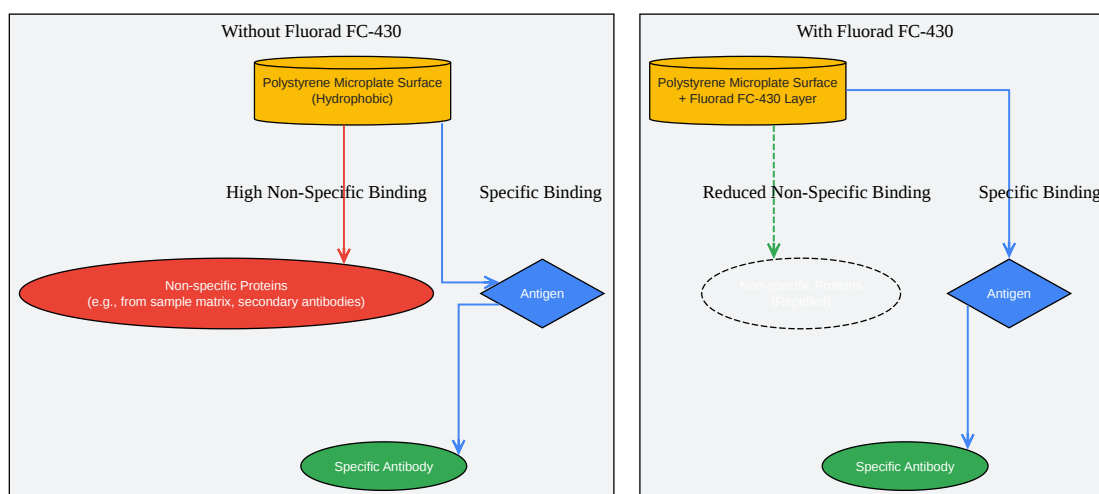 Without Fluorad FC-430
Polystyrene Microplate Surface
(Hydrophobic)
High Non-Specific Binding
Specific Binding
Non-specific Proteins
(e.g., from sample matrix, secondary antibodies)
Antigen
Specific Antibody
With Fluorad FC-430
Polystyrene Microplate Surface
+ Fluorad FC-430 Layer
Reduced Non-Specific Binding
Specific Binding
Non-specific Proteins
(Repelled)
Antigen
Specific Antibody